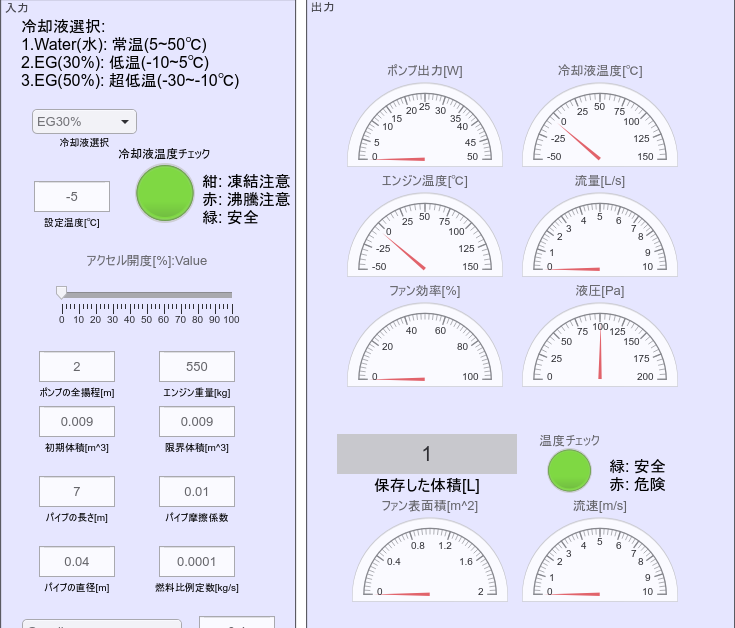 入力
冷却液選択:
1.Water(水): 常温(5~50℃)
2.EG(30%): 低温(-10~5℃)
3.EG(50%): 超低温(-30~-10℃)
EG30%
冷却液選択
冷却液温度チェック
-5
設定温度[℃]
紺: 凍結注意
赤: 沸騰注意
緑: 安全
アクセル開度[%]:Value
0 10 20 30 40 50 60 70 80 90 100
2
ポンプの全揚程[m]
550
エンジン重量[kg]
0.009
初期体積[m^3]
0.009
限界体積[m^3]
7
パイプの長さ[m]
0.01
パイプ摩擦係数
0.04
パイプの直径[m]
0.0001
燃料比例定数[kg/s]
出力
ポンプ出力[W]
0 5 10 15 20 25 30 35 40 45 50
冷却液温度[℃]
-50 -25 0 25 50 75 100 125 150
エンジン温度[℃]
-50 -25 0 25 50 75 100 125 150
流量[L/s]
0 1 2 3 4 5 6 7 8 9 10
ファン効率[%]
0 20 40 60 80 100
液圧[Pa]
0 25 50 75 100 125 150 175 200
1
保存した体積[L]
温度チェック
緑: 安全
赤: 危険
ファン表面積[m^2]
0 0.4 0.8 1.2 1.6 2
流速[m/s]
0 1 2 3 4 5 6 7 8 9 10